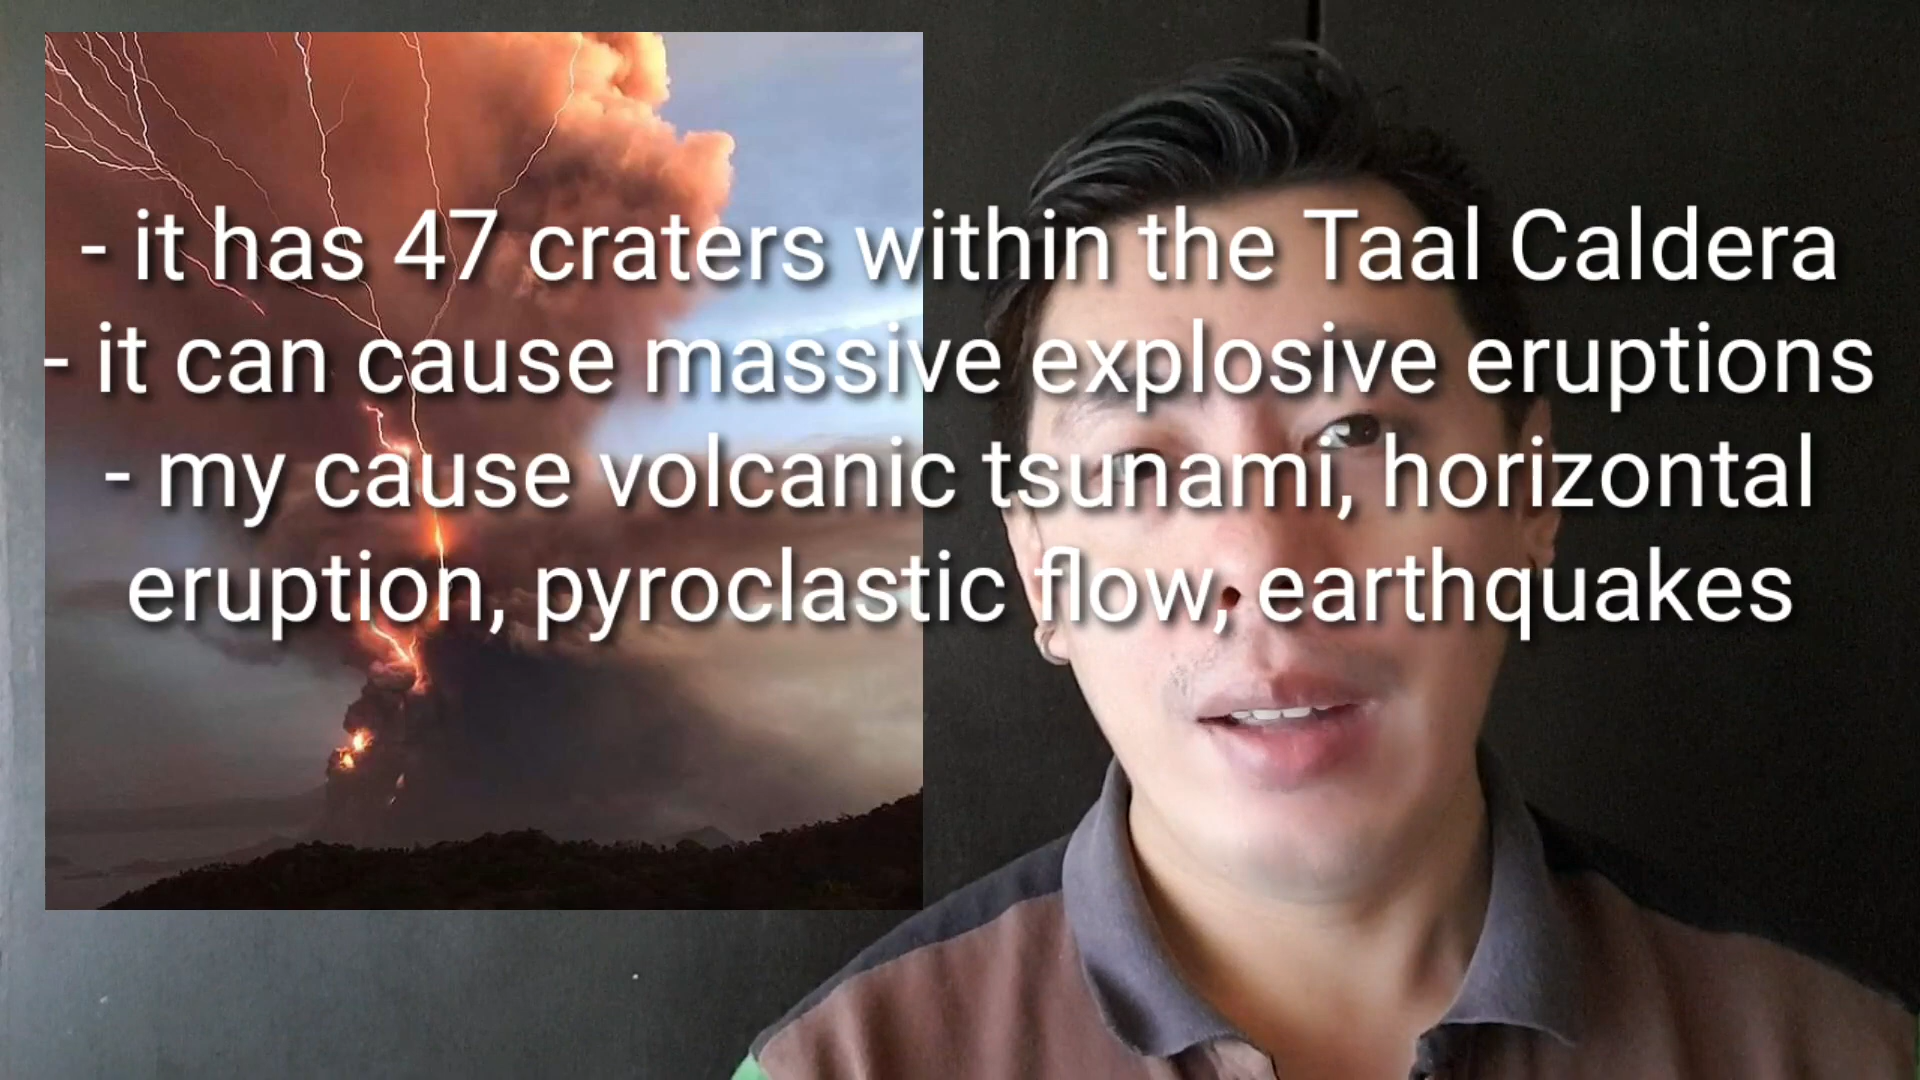 - it has 47 craters within the Taal Caldera
- it can cause massive explosive eruptions
- my cause volcanic tsunami, horizontal
eruption, pyroclastic flow, earthquakes